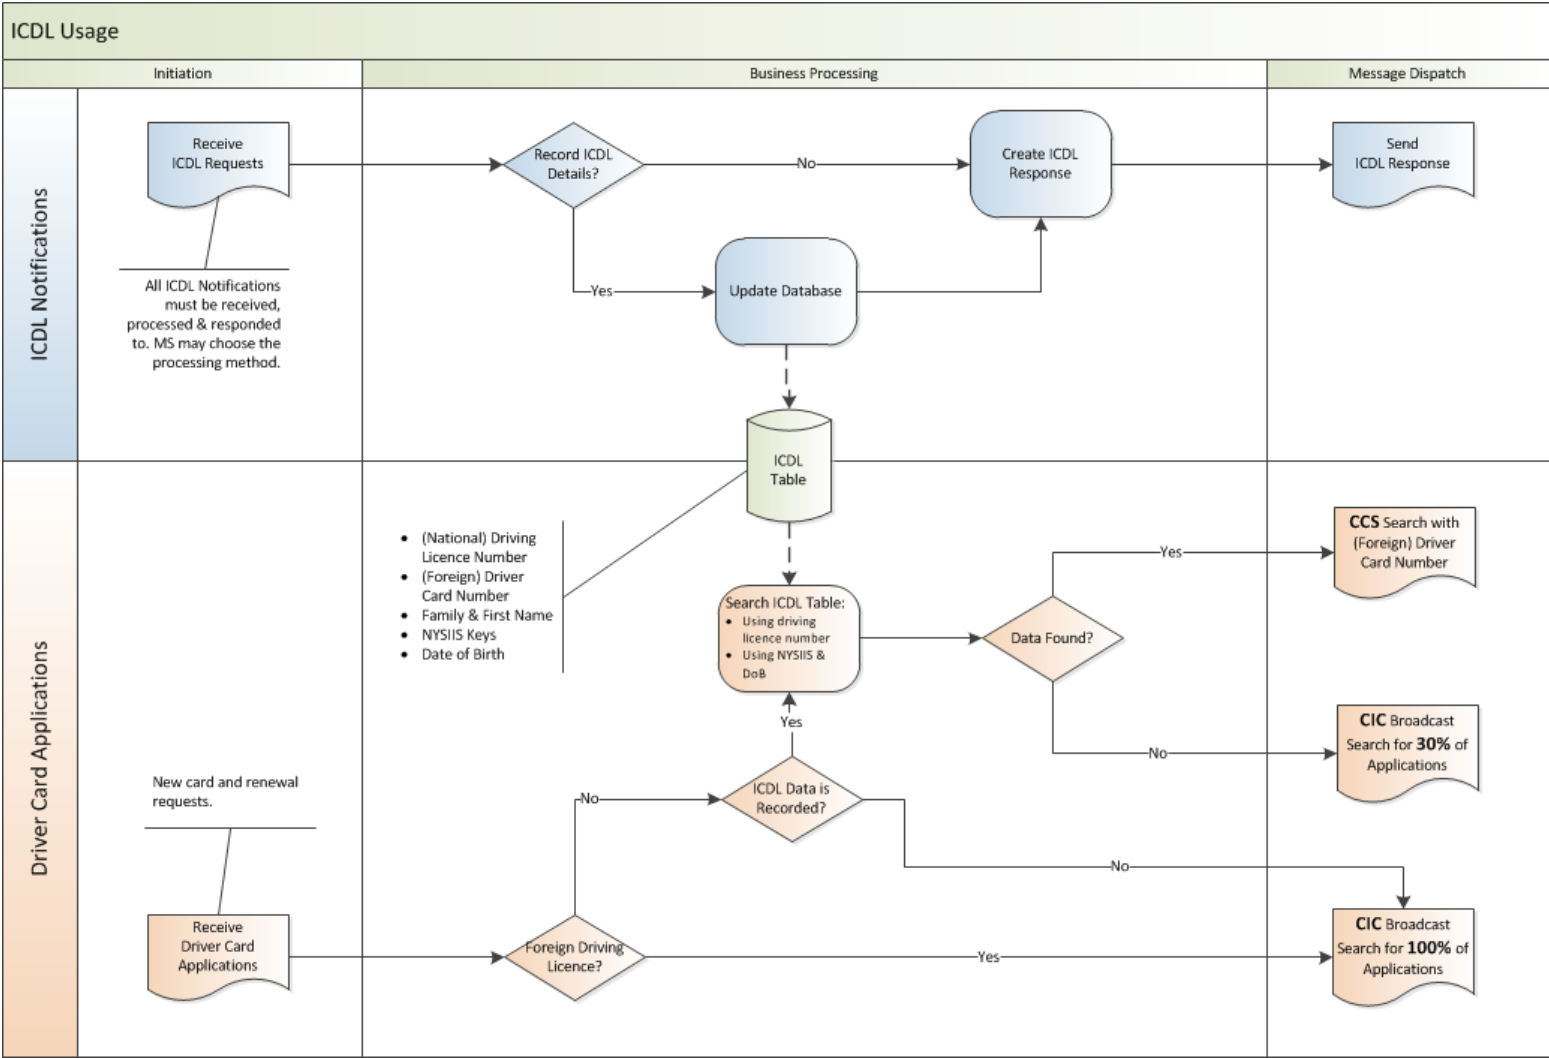 ICDL Usage
Initiation
Business Processing
Message Dispatch
ICDL Notifications
Receive
ICDL Requests
All ICDL Notifications
must be received,
processed & responded
to. MS may choose the
processing method.
Record ICDL
Details?
No
Yes
Update Database
Create ICDL
Response
Send
ICDL Response
ICDL
Table
Driver Card Applications
• (National) Driving
Licence Number
• (Foreign) Driver
Card Number
• Family & First Name
• NYSIIS Keys
• Date of Birth
Search ICDL Table:
• Using driving
licence number
• Using NYSIIS &
DoB
Data Found?
Yes
CCS Search with
(Foreign) Driver
Card Number
No
CIC Broadcast
Search for 30% of
Applications
Yes
ICDL Data is
Recorded?
No
No
New card and renewal
requests.
Receive
Driver Card
Applications
Foreign Driving
Licence?
Yes
CIC Broadcast
Search for 100% of
Applications